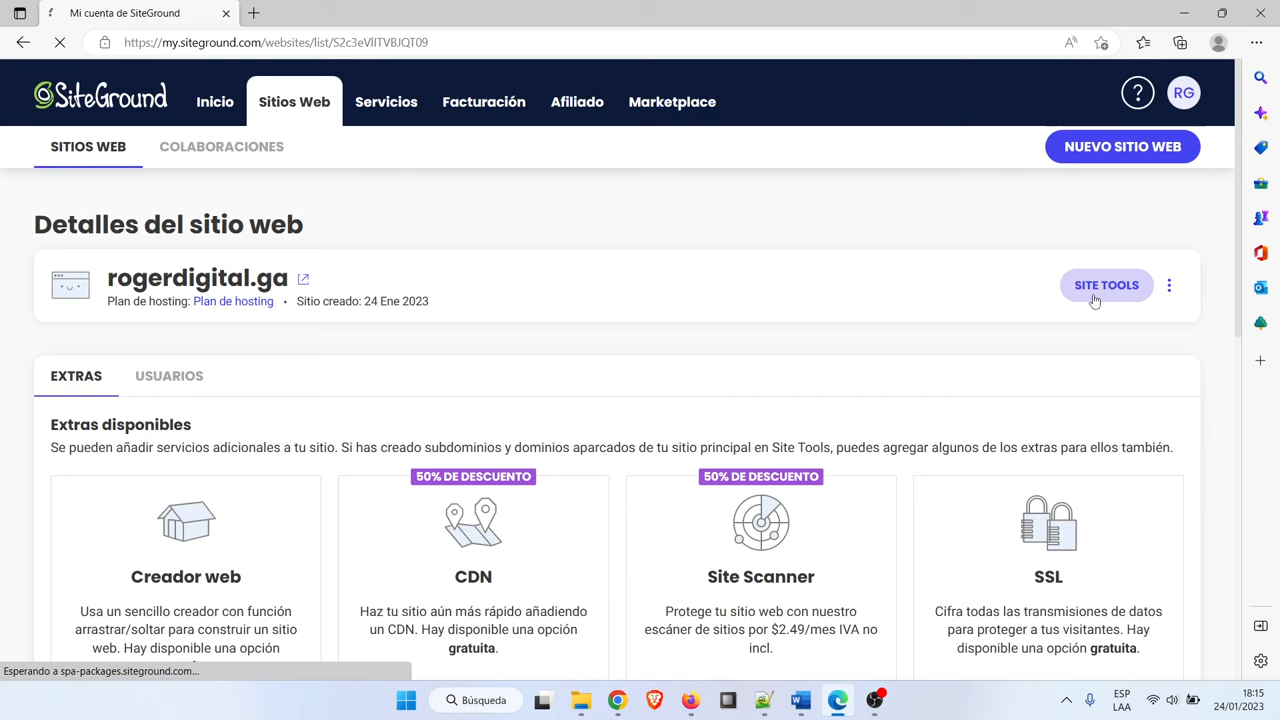 Mi cuenta de SiteGround
https://my.siteground.com/websites/list/S2c3eVlITVBJQT09
SiteGround
Inicio
Sitios Web
Servicios
Facturación
Afiliado
Marketplace
?
RG
SITIOS WEB
COLABORACIONES
NUEVO SITIO WEB
Detalles del sitio web
rogerdigital.ga
Plan de hosting: Plan de hosting • Sitio creado: 24 Ene 2023
SITE TOOLS
EXTRAS
USUARIOS
Extras disponibles
Se pueden añadir servicios adicionales a tu sitio. Si has creado subdominios y dominios aparcados de tu sitio principal en Site Tools, puedes agregar algunos de los extras para ellos también.
Creador web
Usa un sencillo creador con función
arrastrar/soltar para construir un sitio
web. Hay disponible una opción
50% DE DESCUENTO
CDN
Haz tu sitio aún más rápido añadiendo
un CDN. Hay disponible una opción
gratuita.
50% DE DESCUENTO
Site Scanner
Protege tu sitio web con nuestro
escáner de sitios por $2.49/mes IVA no
incl.
SSL
Cifra todas las transmisiones de datos
para proteger a tus visitantes. Hay
disponible una opción gratuita.
Esperando a spa-packages.siteground.com...
Búsqueda
ESP
LAA
18:15
24/01/2023